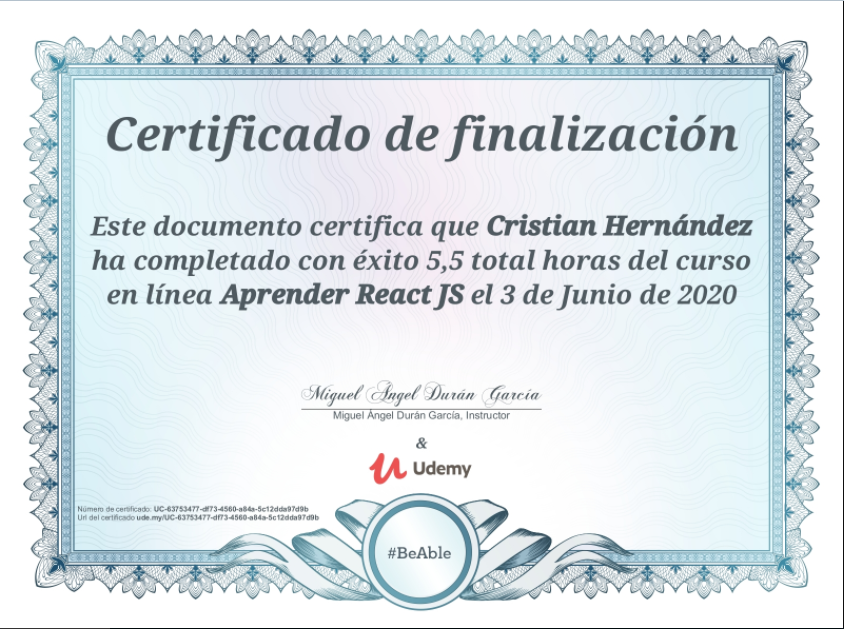 Certificado de finalización
Este documento certifica que Cristian Hernández
ha completado con éxito 5,5 total horas del curso
en línea Aprender React JS el 3 de Junio de 2020
Miguel Ángel Durán García
Miguel Ángel Durán García, Instructor
&
Udemy
Número de certificado: UC-63753477-df73-4560-a84a-5c12dda97d9b
Url del certificado ude.my/UC-63753477-df73-4560-a84a-5c12dda97d9b
#BeAble